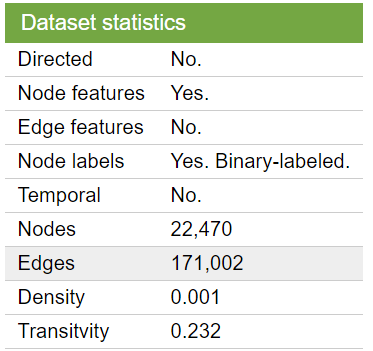 Dataset statistics
Directed No.
Node features Yes.
Edge features No.
Node labels Yes. Binary-labeled.
Temporal No.
Nodes 22,470
Edges 171,002
Density 0.001
Transitvity 0.232